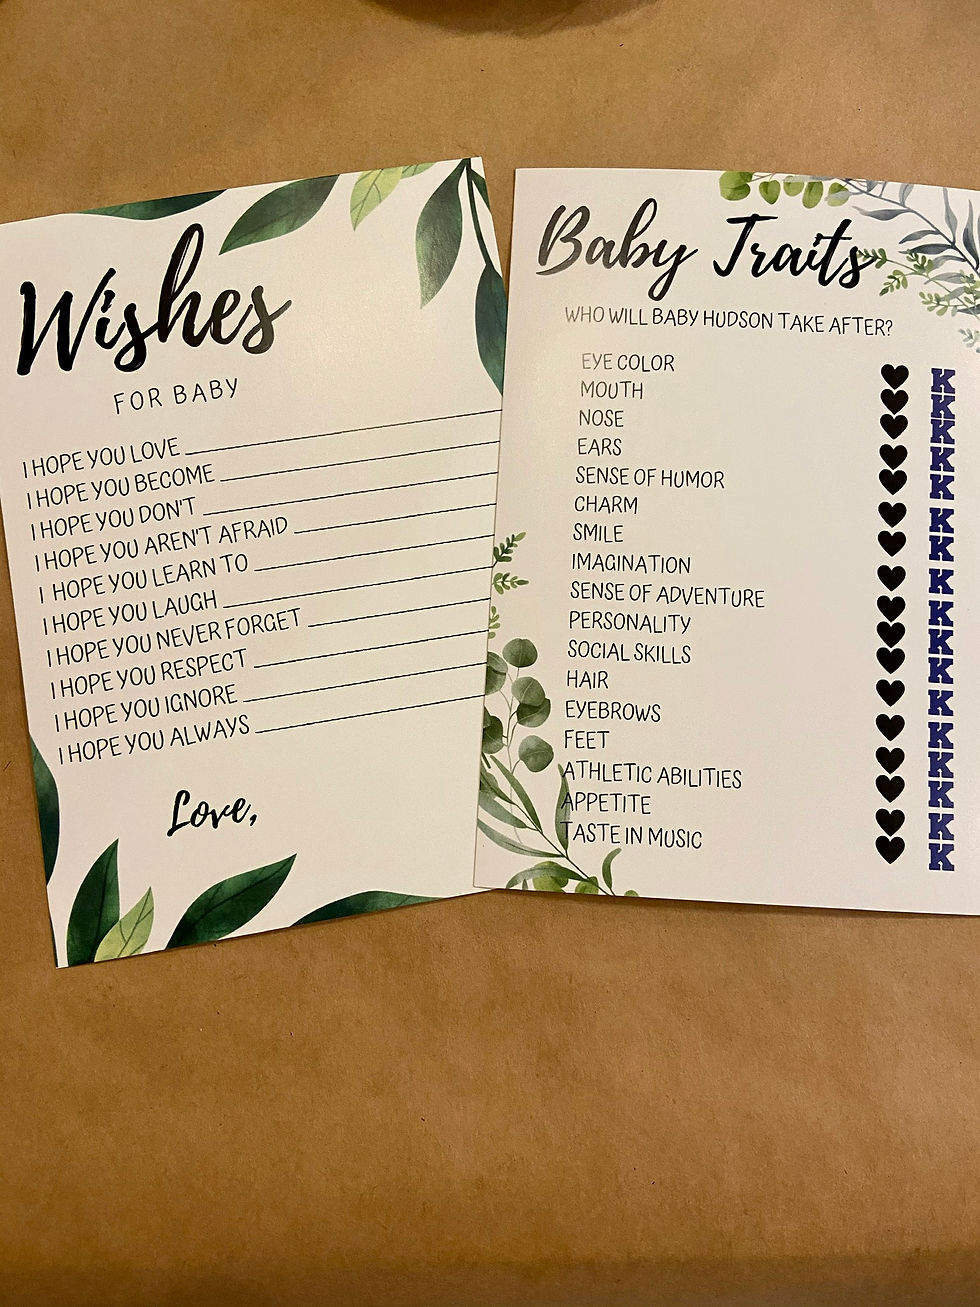 Wishes
FOR BABY
I HOPE YOU LOVE
I HOPE YOU BECOME
I HOPE YOU DON'T
I HOPE YOU AREN'T AFRAID
I HOPE YOU LEARN TO
I HOPE YOU LAUGH
I HOPE YOU NEVER FORGET
I HOPE YOU RESPECT
I HOPE YOU IGNORE
I HOPE YOU ALWAYS
Love,
Baby Traits
WHO WILL BABY HUDSON TAKE AFTER?
EYE COLOR K
MOUTH K
NOSE K
EARS K
SENSE OF HUMOR K
CHARM K
SMILE K
IMAGINATION K
SENSE OF ADVENTURE K
PERSONALITY K
SOCIAL SKILLS K
HAIR K
EYEBROWS K
FEET K
ATHLETIC ABILITIES K
APPETITE K
TASTE IN MUSIC K